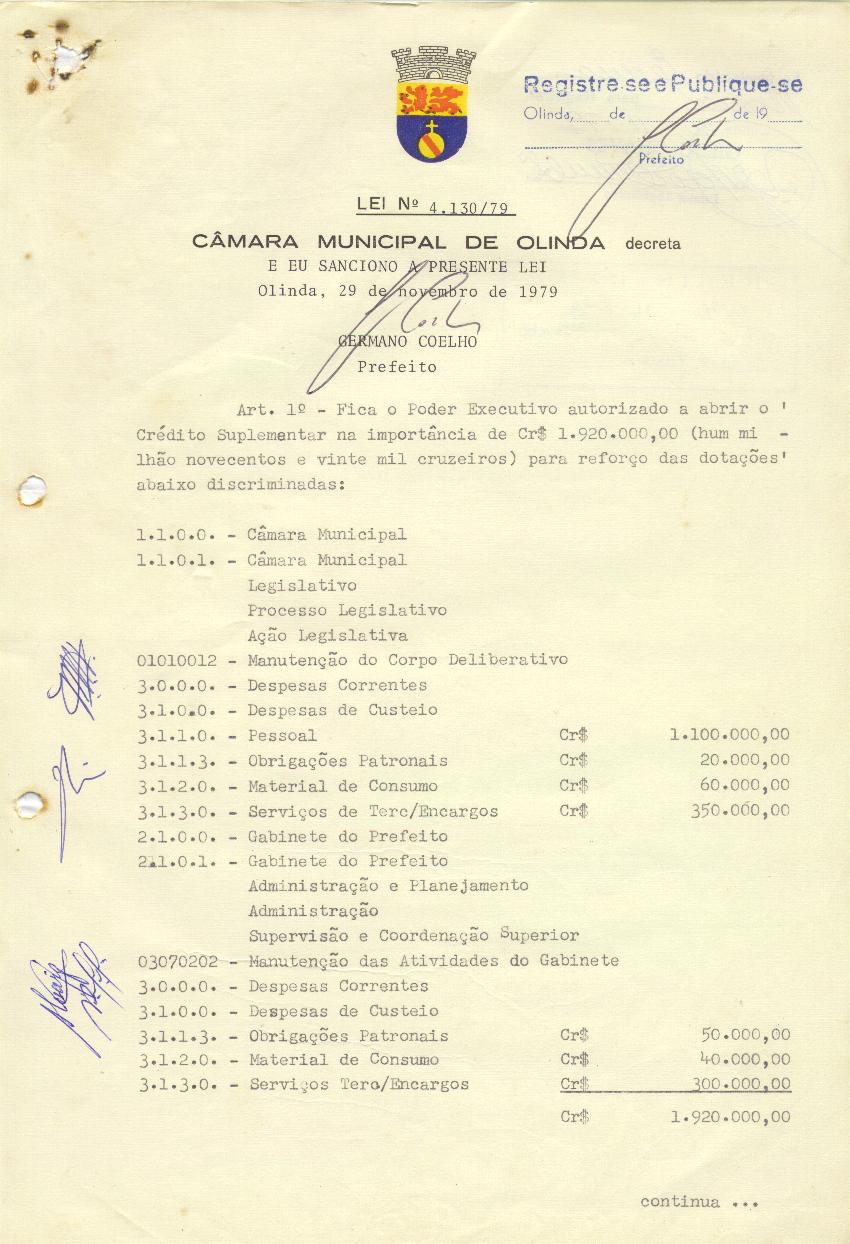 Registre-se e Publique-se
Olinda, de de 19
Prefeito
LEI Nº 4.130/79
CÂMARA MUNICIPAL DE OLINDA decreta
E EU SANCIONO A PRESENTE LEI
Olinda, 29 de novembro de 1979
GERMANO COELHO
Prefeito
Art. 1º - Fica o Poder Executivo autorizado a abrir o '
Crédito Suplementar na importância de Cr$ 1.920.000,00 (hum mi -
lhão novecentos e vinte mil cruzeiros) para reforço das dotações'
abaixo discriminadas:
1.1.0.0. - Câmara Municipal
1.1.0.1. - Câmara Municipal
Legislativo
Processo Legislativo
Ação Legislativa
01010012 - Manutenção do Corpo Deliberativo
3.0.0.0. - Despesas Correntes
3.1.0.0. - Despesas de Custeio
3.1.1.0. - Pessoal Cr$ 1.100.000,00
3.1.1.3. - Obrigações Patronais Cr$ 20.000,00
3.1.2.0. - Material de Consumo Cr$ 60.000,00
3.1.3.0. - Serviços de Terc/Encargos Cr$ 350.000,00
2.1.0.0. - Gabinete do Prefeito
2.1.0.1. - Gabinete do Prefeito
Administração e Planejamento
Administração
Supervisão e Coordenação Superior
03070202 - Manutenção das Atividades do Gabinete
3.0.0.0. - Despesas Correntes
3.1.0.0. - Despesas de Custeio
3.1.1.3. - Obrigações Patronais Cr$ 50.000,00
3.1.2.0. - Material de Consumo Cr$ 40.000,00
3.1.3.0. - Serviços Terc/Encargos Cr$ 300.000,00
Cr$ 1.920.000,00
continua ...